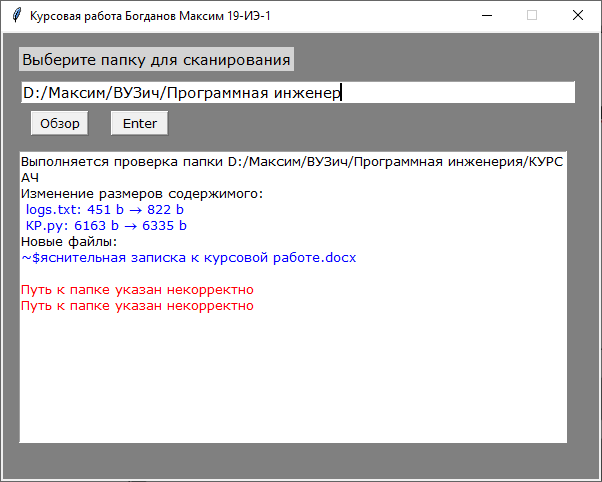 Курсовая работа Богданов Максим 19-ИЭ-1
Выберите папку для сканирования
D:/Максим/ВУЗич/Программная инженер
Обзор
Enter
Выполняется проверка папки D:/Максим/ВУЗич/Программная инженерия/КУРС
АЧ
Изменение размеров содержимого:
logs.txt: 451 b → 822 b
KP.py: 6163 b → 6335 b
Новые файлы:
~$яснительная записка к курсовой работе.docx
Путь к папке указан некорректно
Путь к папке указан некорректно